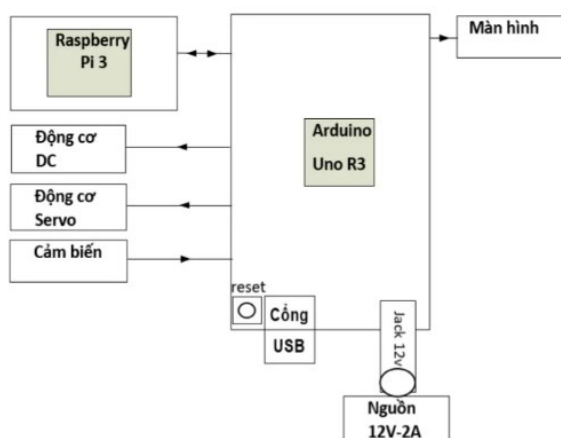 Raspberry
Pi 3
Màn hình
Động cơ
DC
Arduino
Uno R3
Động cơ
Servo
Cảm biến
reset
Cổng
USB
Jack 12v
Nguồn
12V-2A